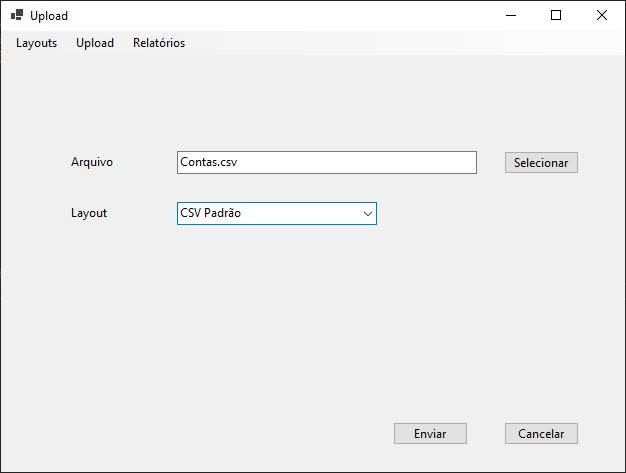 Upload
Layouts Upload Relatórios
Arquivo Contas.csv Selecionar
Layout CSV Padrão
Enviar Cancelar